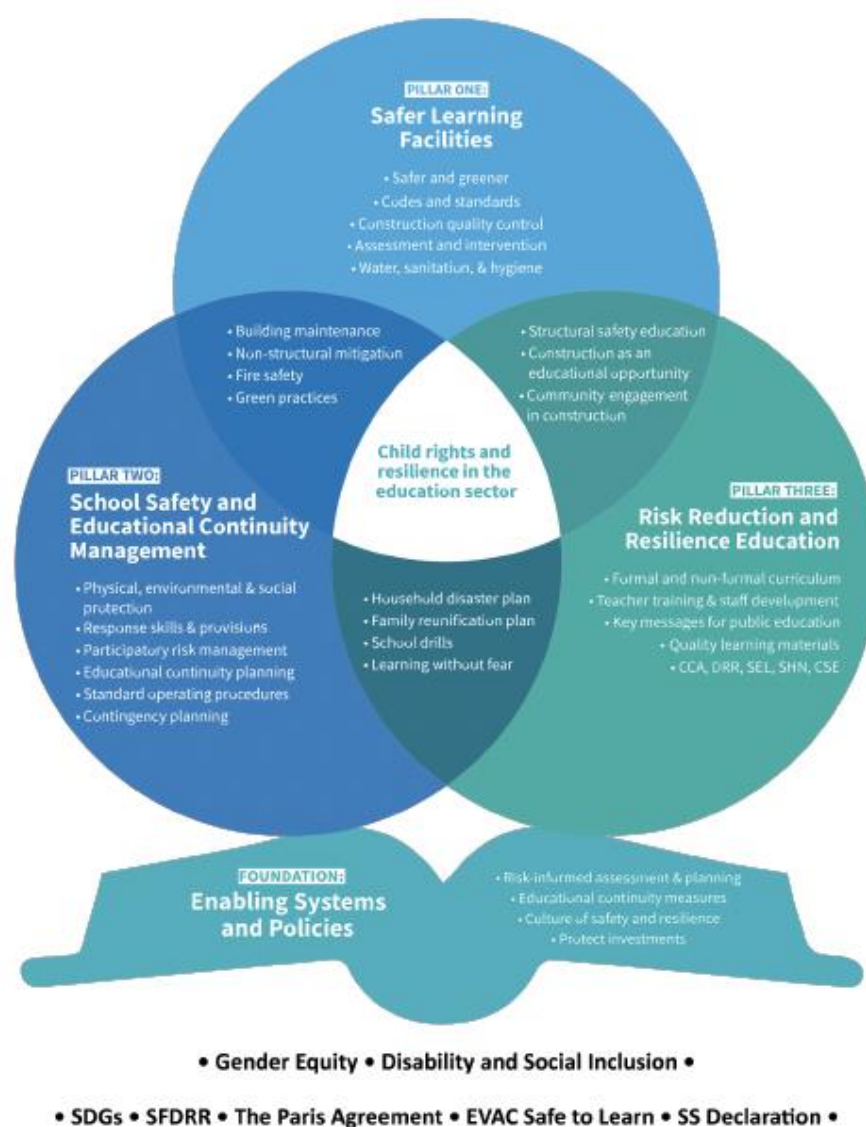 PILLAR ONE:
Safer Learning
Facilities
• Safer and greener
• Codes and standards
• Construction quality control
• Assessment and intervention
• Water, sanitation, & hygiene
• Building maintenance
• Non-structural mitigation
• Fire safety
• Green practices
• Structural safety education
• Construction as an
educational opportunity
• Community engagement
in construction
Child rights and
resilience in the
education sector
PILLAR TWO:
School Safety and
Educational Continuity
Management
• Physical, environmental & social
protection
• Response skills & provisions
• Participatory risk management
• Educational continuity planning
• Standard operating procedures
• Contingency planning
PILLAR THREE:
Risk Reduction and
Resilience Education
• Formal and non-formal curriculum
• Teacher training & staff development
• Key messages for public education
• Quality learning materials
• CCA, DRR, SEL, SHN, CSE
• Household disaster plan
• Family reunification plan
• School drills
• Learning without fear
FOUNDATION:
Enabling Systems
and Policies
• Risk-informed assessment & planning
• Educational continuity measures
• Culture of safety and resilience
• Protect investments
• Gender Equity • Disability and Social Inclusion •
• SDGs • SFDRR • The Paris Agreement • EVAC Safe to Learn • SS Declaration •